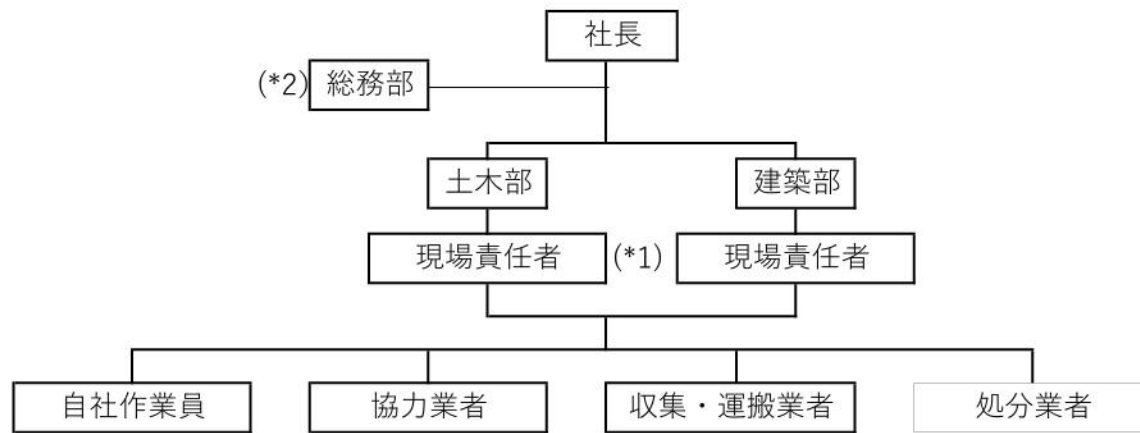 社長
(*2) 総務部
土木部 建築部
現場責任者 (*1) 現場責任者
自社作業員 協力業者 収集・運搬業者 処分業者